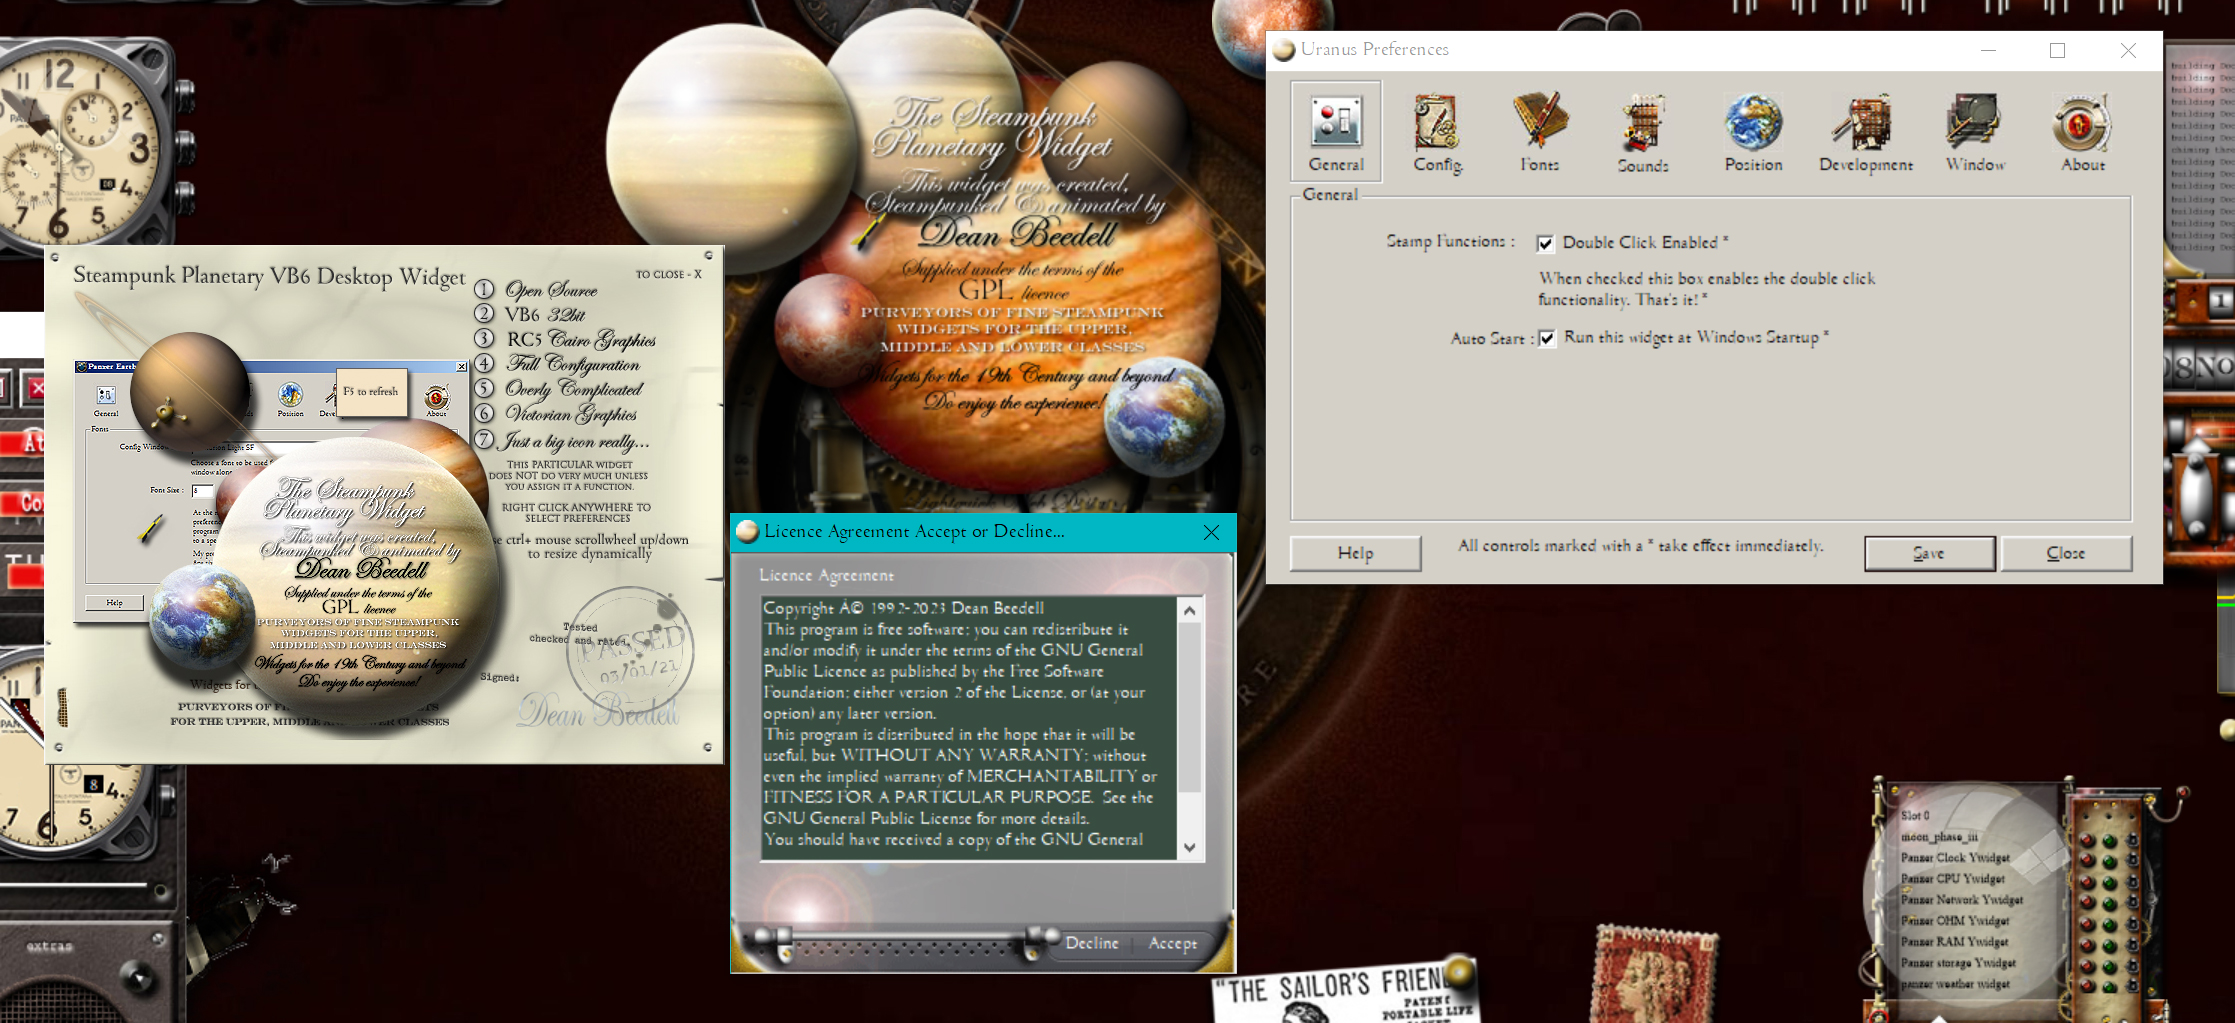 Steampunk Planetary VB6 Desktop Widget
TO CLOSE - X
1 Open Source
2 VB6 32bit
3 RC5 Cairo Graphics
4 Full Configuration
5 Overly Complicated
6 Victorian Graphics
7 Just a big icon really...
THIS PARTICULAR WIDGET
DOES NOT DO VERY MUCH UNLESS
YOU ASSIGN IT A FUNCTION.
RIGHT CLICK ANYWHERE TO
SELECT PREFERENCES
ctrl+ mouse scrollwheel up/down
to resize dynamically
Tested
checked and
PASSED
03/01/21
Signed:
Dean Beedell
Panzer Earth
General
Position
About
F5 to refresh
Fonts
Config Window
Choose a font to be used
window alone
Font Size :
Help
The Steampunk
Planetary Widget
This widget was created,
Steampunked & animated by
Dean Beedell
Supplied under the terms of the
GPL licence
PURVEYORS OF FINE STEAMPUNK
WIDGETS FOR THE UPPER,
MIDDLE AND LOWER CLASSES
Widgets for the 19th Century and beyond
Do enjoy the experience!
Widgets for
PURVEYORS OF
FOR THE UPPER, MIDDLE CLASSES
The Steampunk
Planetary Widget
This widget was created,
Steampunked & animated by
Dean Beedell
Supplied under the terms of the
GPL licence
PURVEYORS OF FINE STEAMPUNK
WIDGETS FOR THE UPPER,
MIDDLE AND LOWER CLASSES
Widgets for the 19th Century and beyond
Do enjoy the experience!
Licence Agreement Accept or Decline...
Licence Agreement
Copyright Â© 1992-2023 Dean Beedell
This program is free software; you can redistribute it
and/or modify it under the terms of the GNU General
Public Licence as published by the Free Software
Foundation; either version 2 of the License, or (at your
option) any later version.
This program is distributed in the hope that it will be
useful, but WITHOUT ANY WARRANTY; without
even the implied warranty of MERCHANTABILITY or
FITNESS FOR A PARTICULAR PURPOSE. See the
GNU General Public License for more details.
You should have received a copy of the GNU General
Decline
Accept
Uranus Preferences
General
Config.
Fonts
Sounds
Position
Development
Window
About
General
Stamp Functions :
Double Click Enabled *
When checked this box enables the double click
functionality. That's it! *
Auto Start :
Run this widget at Windows Startup *
Help
All controls marked with a * take effect immediately.
Save
Close
extras
"THE SAILOR'S FRIEND
PATENT
PORTABLE LIFE
Slot 0
moon_phase_iii
Panzer Clock Ywidget
Panzer CPU Ywidget
Panzer Network Ywidget
Panzer OHM Ywidget
Panzer RAM Ywidget
Panzer storage Ywidget
panzer weather widget